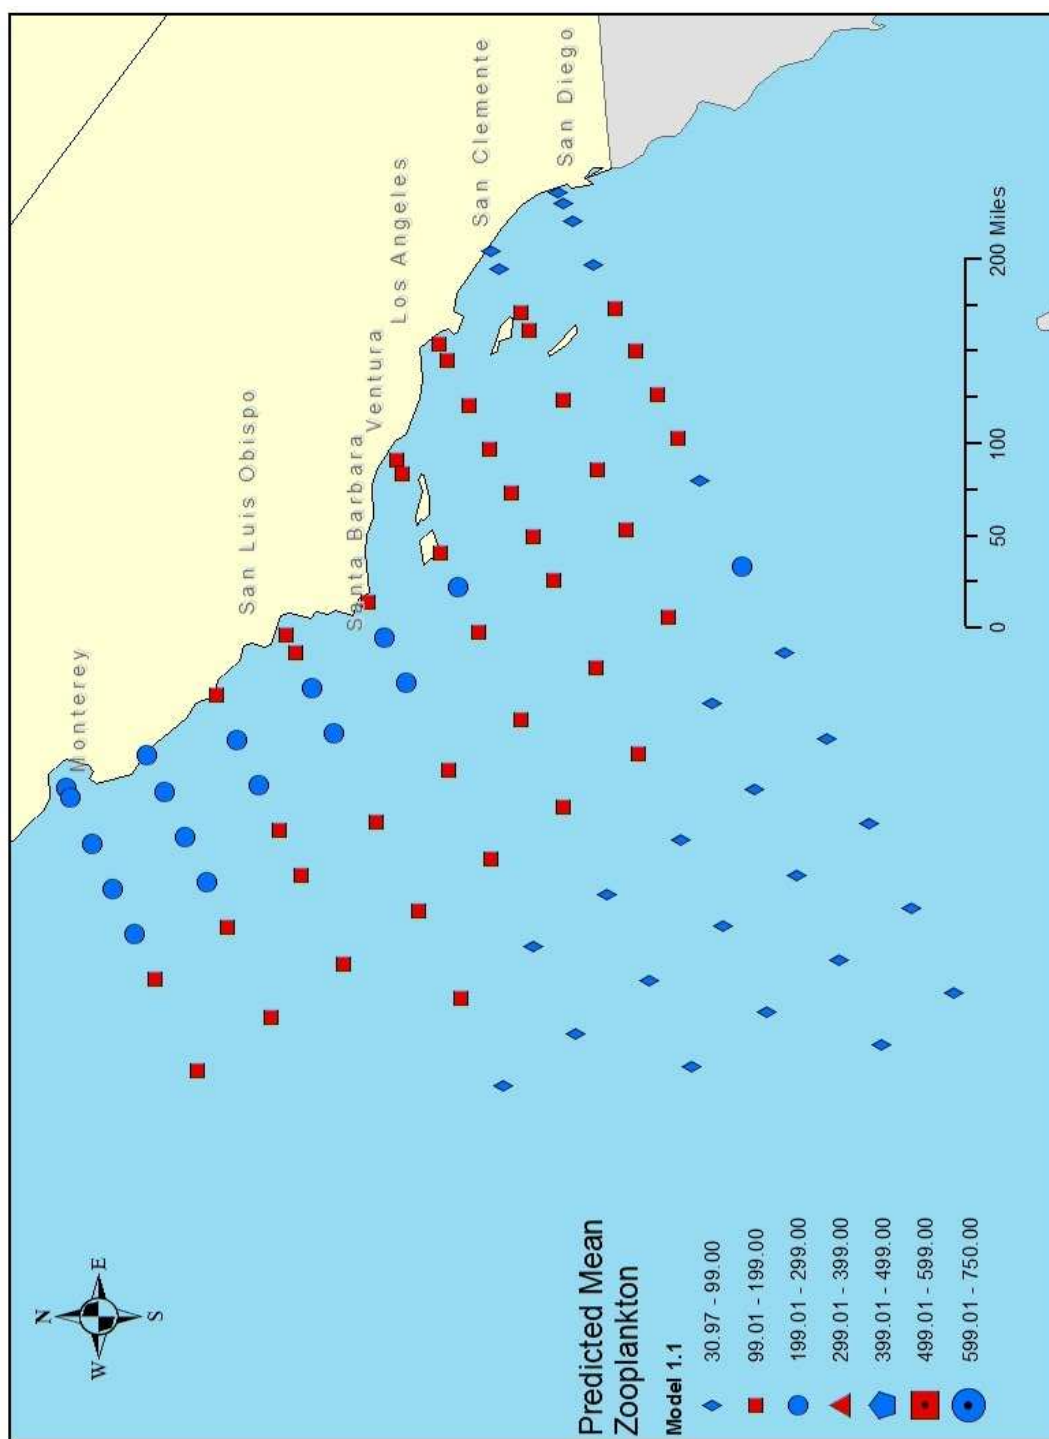 Monterey
San Luis Obispo
Santa Barbara
Ventura
Los Angeles
San Clemente
San Diego
N
W
E
S
Predicted Mean
Zooplankton
Model 1.1
30.97 - 99.00
99.01 - 199.00
199.01 - 299.00
299.01 - 399.00
399.01 - 499.00
499.01 - 599.00
599.01 - 750.00
0 50 100 200 Miles